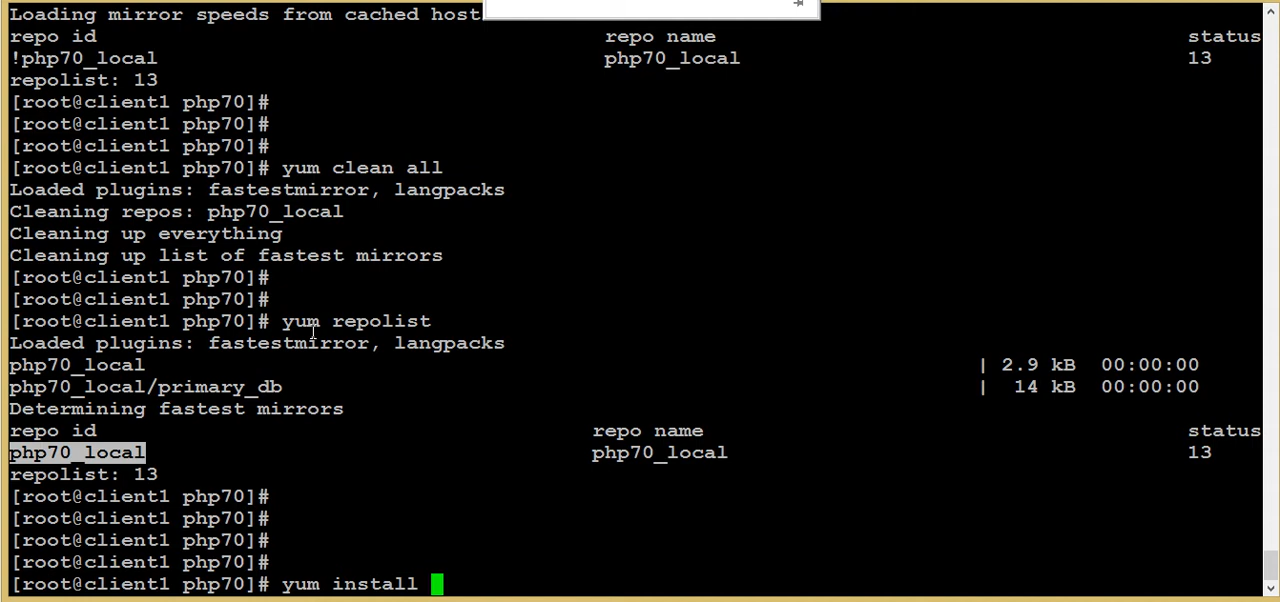 Loading mirror speeds from cached host
repo id repo name status
!php70_local php70_local 13
repolist: 13
[root@client1 php70]#
[root@client1 php70]#
[root@client1 php70]#
[root@client1 php70]# yum clean all
Loaded plugins: fastestmirror, langpacks
Cleaning repos: php70_local
Cleaning up everything
Cleaning up list of fastest mirrors
[root@client1 php70]#
[root@client1 php70]#
[root@client1 php70]# yum repolist
Loaded plugins: fastestmirror, langpacks
php70_local | 2.9 kB 00:00:00
php70_local/primary_db | 14 kB 00:00:00
Determining fastest mirrors
repo id repo name status
php70_local php70_local 13
repolist: 13
[root@client1 php70]#
[root@client1 php70]#
[root@client1 php70]#
[root@client1 php70]#
[root@client1 php70]# yum install